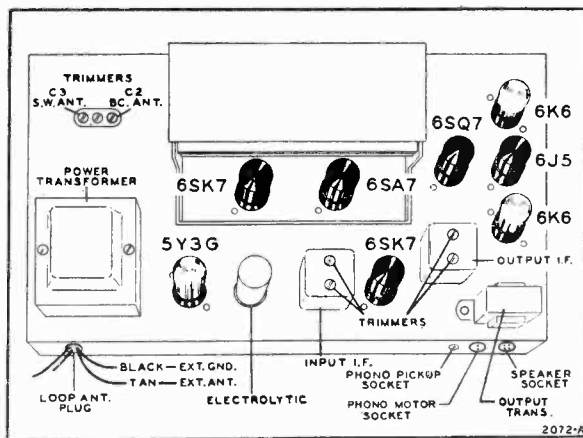 TRIMMERS
C3 C2
S.W. ANT. BC. ANT.
6K6
6SQ7
6J5
POWER
TRANSFORMER
6SK7
6SA7
6K6
5Y3G
6SK7
OUTPUT I.F.
TRIMMERS
BLACK — EXT. GND.
INPUT I.F.
PHONO PICKUP
SOCKET
SPEAKER
SOCKET
TAN — EXT. ANT.
LOOP ANT.
PLUG
ELECTROLYTIC
PHONO MOTOR
SOCKET
OUTPUT
TRANS.
2072-A